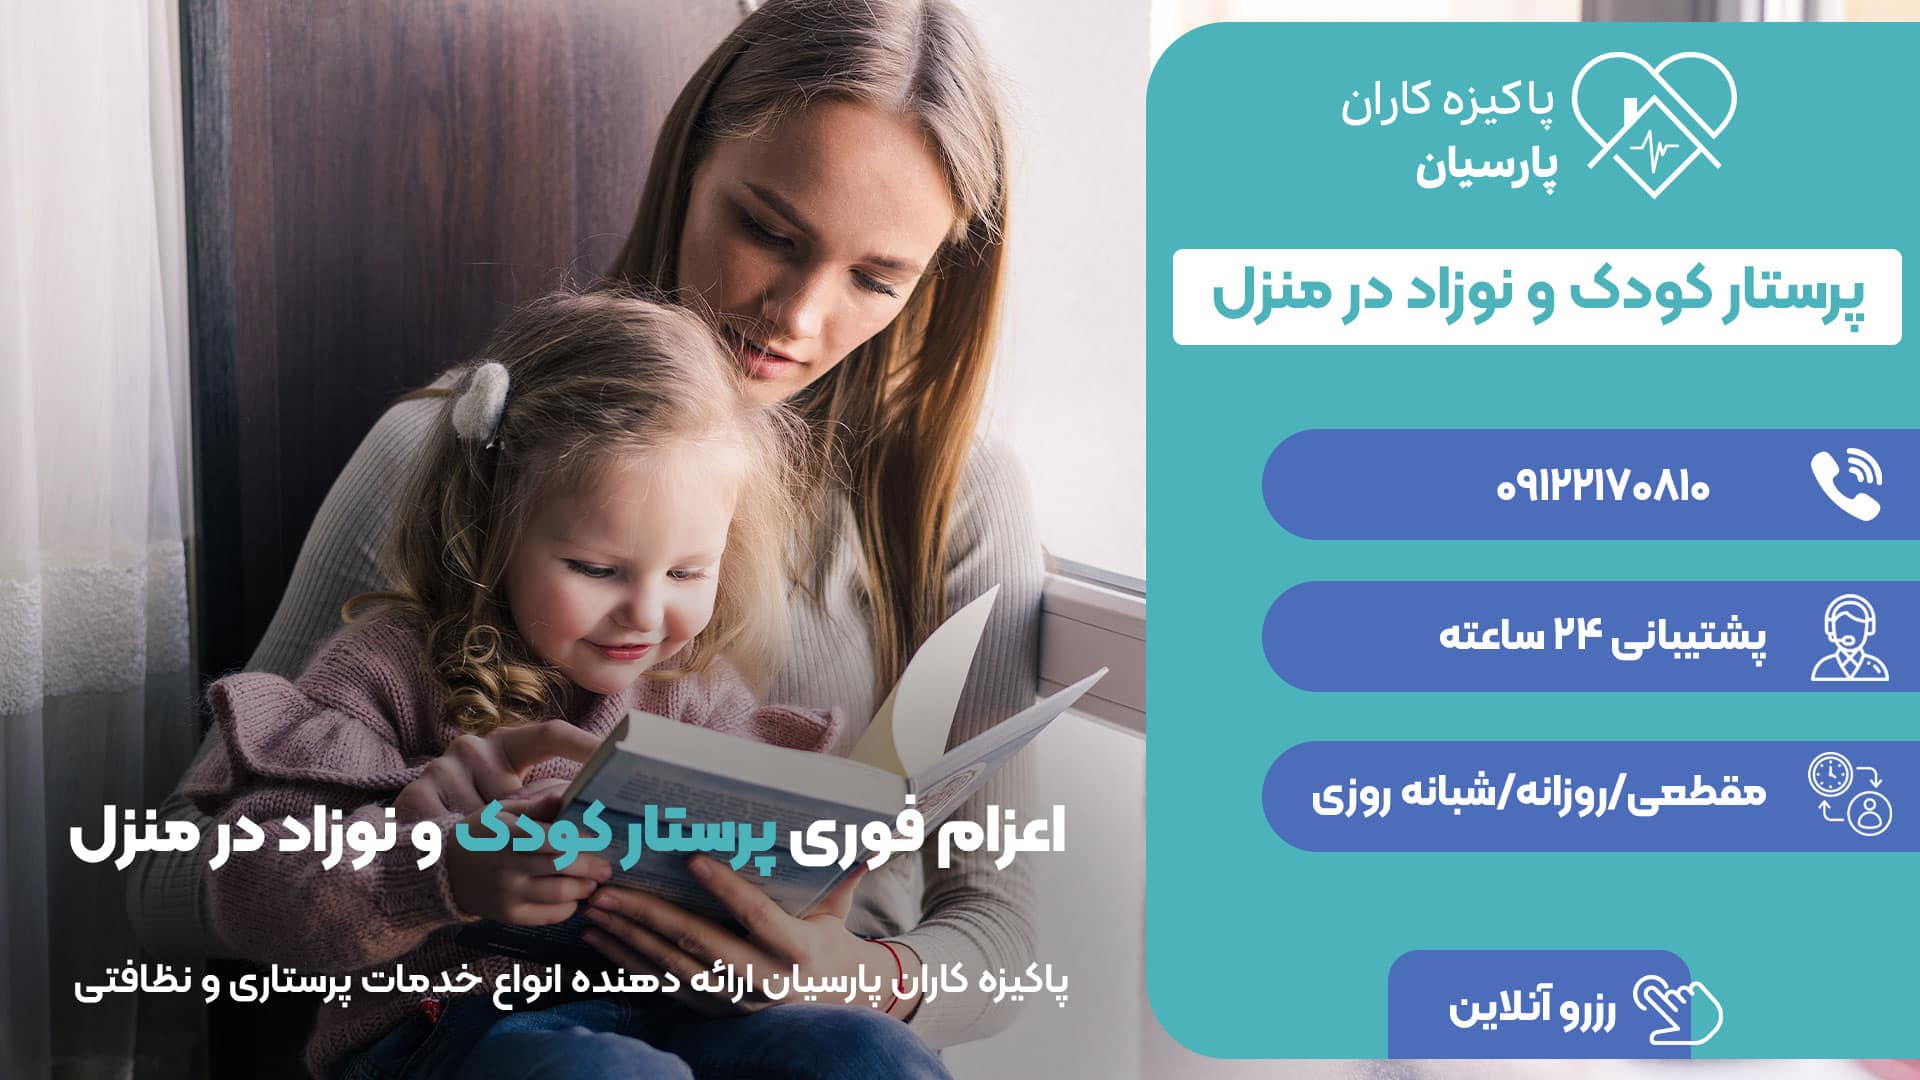 پاکیزه کاران
پارسیان
پرستار کودک و نوزاد در منزل
۰۹۱۲۲۱۷۰۸۱۰
پشتیبانی ۲۴ ساعته
مقطعی/روزانه/شبانه روزی
رزرو آنلاین
اعزام فوری پرستار کودک و نوزاد در منزل
پاکیزه کاران پارسیان ارائه دهنده انواع خدمات پرستاری و نظافتی